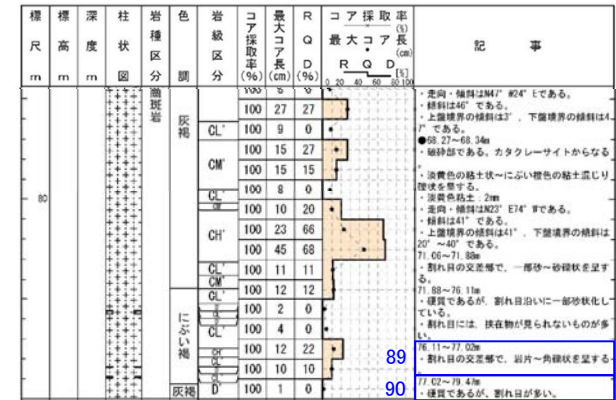 標 標 深 柱 岩 色 岩 コ 最 R コア採取率
尺 高 度 状 種 級 ア 大 Q (%)
m m m 図 区 調 区 採 コ D 最大コア長
分 分 取 ア (%) (cm)
率 長 R Q D
(%) (cm) [%]
0 20 40 60 80 100
記 事
・走向・傾斜はN47° W24° Eである。
100 27 27 ・傾斜は46° である。
灰褐
・上盤境界の傾斜は3°、下盤境界の傾斜は4
7° である。
CL' 100 9 0
●68.27~68.34m
100 15 27 ・破砕部である。カタクレーサイトからなる
。
CM'
100 15 15 ・淡黄色の粘土状~にぶい橙色の粘土混じり
礫状を呈する。
CL' 100 8 0
・淡黄色粘土：2mm
80
100 10 20 ・走向・傾斜はN23° E74° Wである。
・傾斜は41° である。
CH' 100 23 66 ・上盤境界の傾斜は41°、下盤境界の傾斜は
20° ~40° である。
100 45 68 71.06~71.88m
CL' 100 11 11 ・割れ目の交差部で、一部砂~砂礫状を呈す
る。
CM'
CL' 100 12 12 71.88~76.11m
・硬質であるが、割れ目沿いに一部砂状化し
ている。
100 2 0
にぶい褐
CL' 100 4 0 ・割れ目には、挟在物が見られないものが多
い。
CH' 100 12 22 89 76.11~77.02m
・割れ目の交差部で、岩片~角礫状を呈する
100 10 10
灰褐 D' 100 1 0 90 77.02~79.47m
・硬質であるが、割れ目が多い。